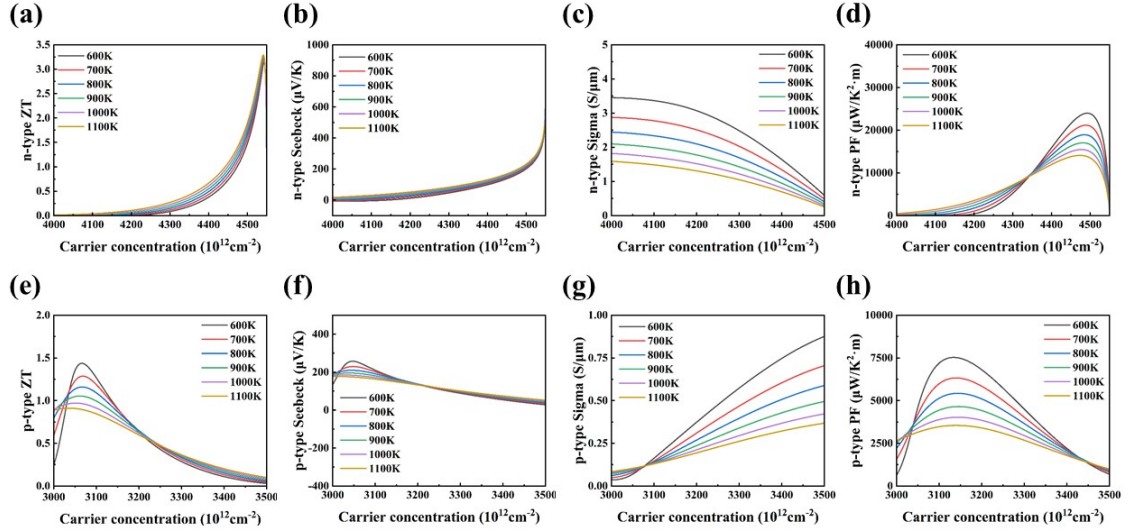 (a)
n-type ZT
3.5
3.0
2.5
2.0
1.5
1.0
0.5
0.0
600K
700K
800K
900K
1000K
1100K
4000 4100 4200 4300 4400 4500
Carrier concentration (10¹²cm⁻²)
(b)
n-type Seebeck (μV/K)
1000
800
600
400
200
0
600K
700K
800K
900K
1000K
1100K
4000 4100 4200 4300 4400 4500
Carrier concentration (10¹²cm⁻²)
(c)
n-type Sigma (S/μm)
5
4
3
2
1
0
600K
700K
800K
900K
1000K
1100K
4000 4100 4200 4300 4400 4500
Carrier concentration (10¹²cm⁻²)
(d)
n-type PF (μW/K²·m)
40000
30000
20000
10000
0
600K
700K
800K
900K
1000K
1100K
4000 4100 4200 4300 4400 4500
Carrier concentration (10¹²cm⁻²)
(e)
p-type ZT
2.0
1.5
1.0
0.5
0.0
600K
700K
800K
900K
1000K
1100K
3000 3100 3200 3300 3400 3500
Carrier concentration (10¹²cm⁻²)
(f)
p-type Seebeck (μV/K)
400
200
0
-200
-400
600K
700K
800K
900K
1000K
1100K
3000 3100 3200 3300 3400 3500
Carrier concentration (10¹²cm⁻²)
(g)
p-type Sigma (S/μm)
1.00
0.75
0.50
0.25
0.00
600K
700K
800K
900K
1000K
1100K
3000 3100 3200 3300 3400 3500
Carrier concentration (10¹²cm⁻²)
(h)
p-type PF (μW/K²·m)
10000
7500
5000
2500
0
600K
700K
800K
900K
1000K
1100K
3000 3100 3200 3300 3400 3500
Carrier concentration (10¹²cm⁻²)